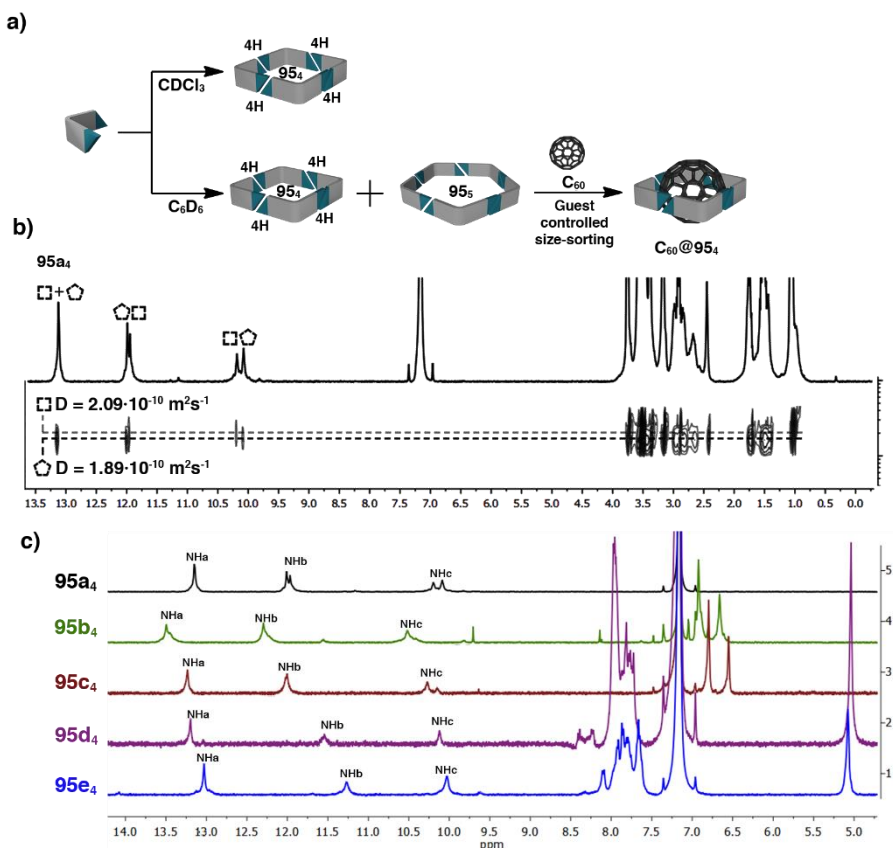 a)
4H 4H
95₄
4H 4H
CDCl₃
4H 4H
95₄
4H 4H
C₆D₆
95₅
C₆₀
Guest
controlled
size-sorting
C₆₀@95₄
b)
95a₄
+
D = 2.09·10⁻¹⁰ m²s⁻¹
D = 1.89·10⁻¹⁰ m²s⁻¹
13.5 13.0 12.5 12.0 11.5 11.0 10.5 10.0 9.5 9.0 8.5 8.0 7.5 7.0 6.5 6.0 5.5 5.0 4.5 4.0 3.5 3.0 2.5 2.0 1.5 1.0 0.5 0.0
c)
95a₄ NHa NHb NHc 5
95b₄ NHa NHb NHc 4
95c₄ NHa NHb NHc 3
95d₄ NHa NHb NHc 2
95e₄ NHa NHb NHc 1
14.0 13.5 13.0 12.5 12.0 11.5 11.0 10.5 10.0 9.5 9.0 8.5 8.0 7.5 7.0 6.5 6.0 5.5 5.0
ppm